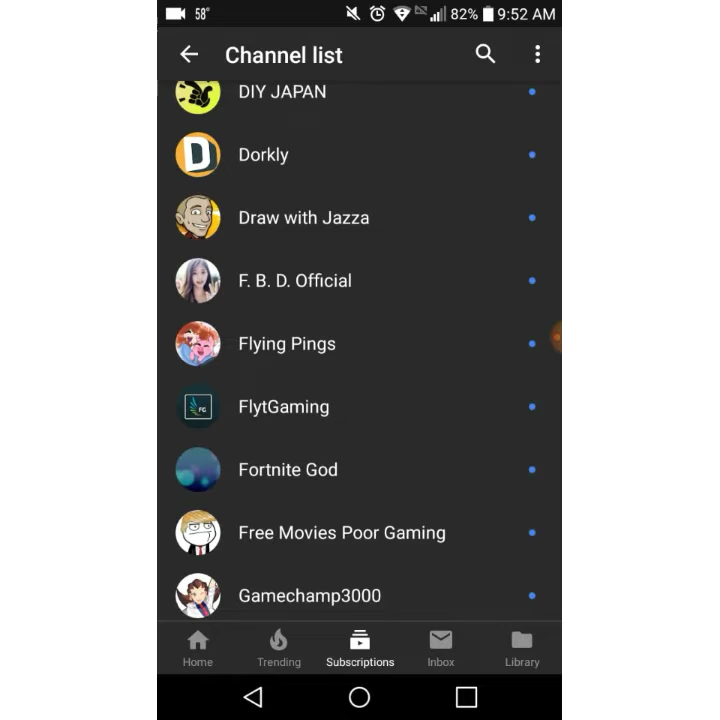 58° 82% 9:52 AM
Channel list
DIY JAPAN
D Dorkly
Draw with Jazza
F. B. D. Official
Flying Pings
FG FlytGaming
Fortnite God
Free Movies Poor Gaming
Gamechamp3000
Home Trending Subscriptions Inbox Library